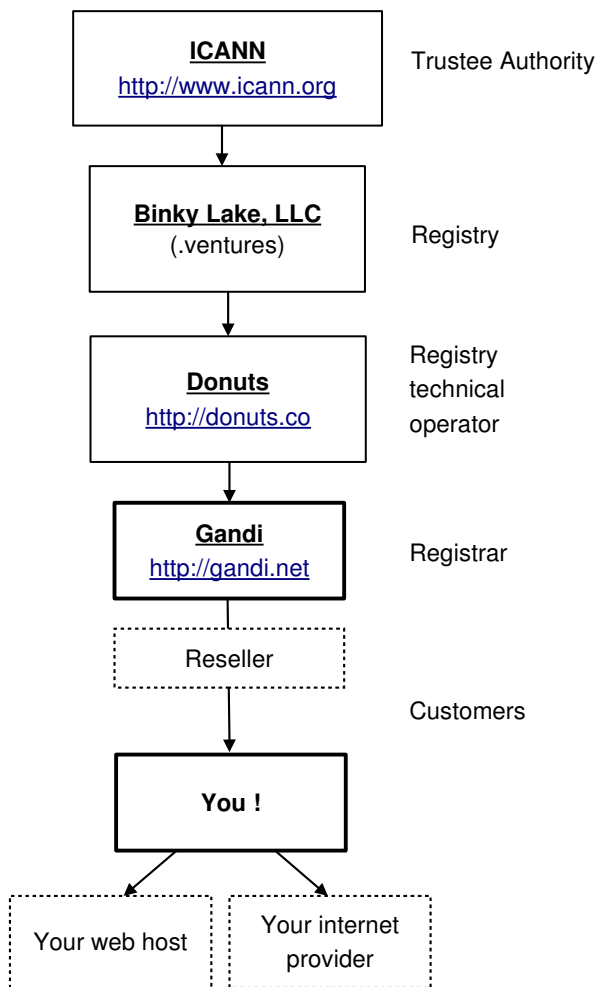 ICANN
http://www.icann.org
Trustee Authority
Binky Lake, LLC
(.ventures)
Registry
Donuts
http://donuts.co
Registry
technical
operator
Gandi
http://gandi.net
Registrar
Reseller
Customers
You !
Your web host
Your internet
provider